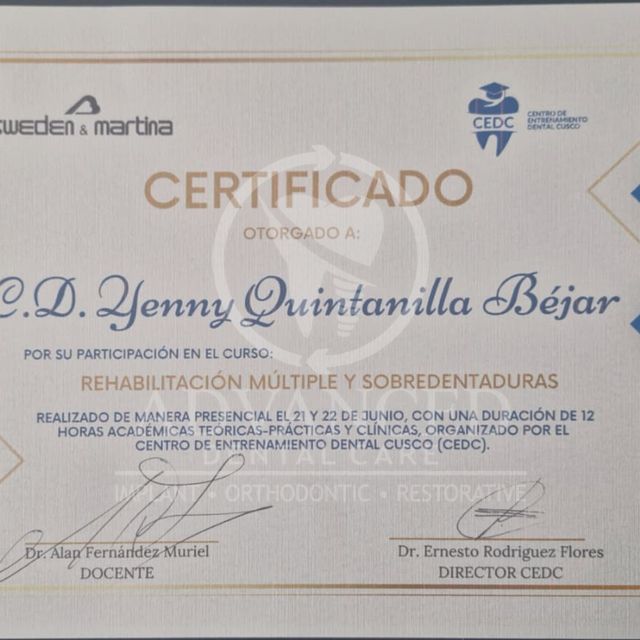 sweden & martina
CEDC
CENTRO DE
ENTRENAMIENTO
DENTAL CUSCO
CERTIFICADO
OTORGADO A:
C.D. Yenny Quintanilla Béjar
POR SU PARTICIPACIÓN EN EL CURSO:
REHABILITACIÓN MÚLTIPLE Y SOBREDENTADURAS
ADVANCED
REALIZADO DE MANERA PRESENCIAL EL 21 Y 22 DE JUNIO, CON UNA DURACIÓN DE 12
HORAS ACADÉMICAS TEÓRICAS-PRÁCTICAS Y CLÍNICAS, ORGANIZADO POR EL
CENTRO DE ENTRENAMIENTO DENTAL CUSCO (CEDC).
DENTAL CARE
IMPLANT • ORTHODONTIC • RESTORATIVE
Dr. Alan Fernández Muriel
DOCENTE
Dr. Ernesto Rodriguez Flores
DIRECTOR CEDC